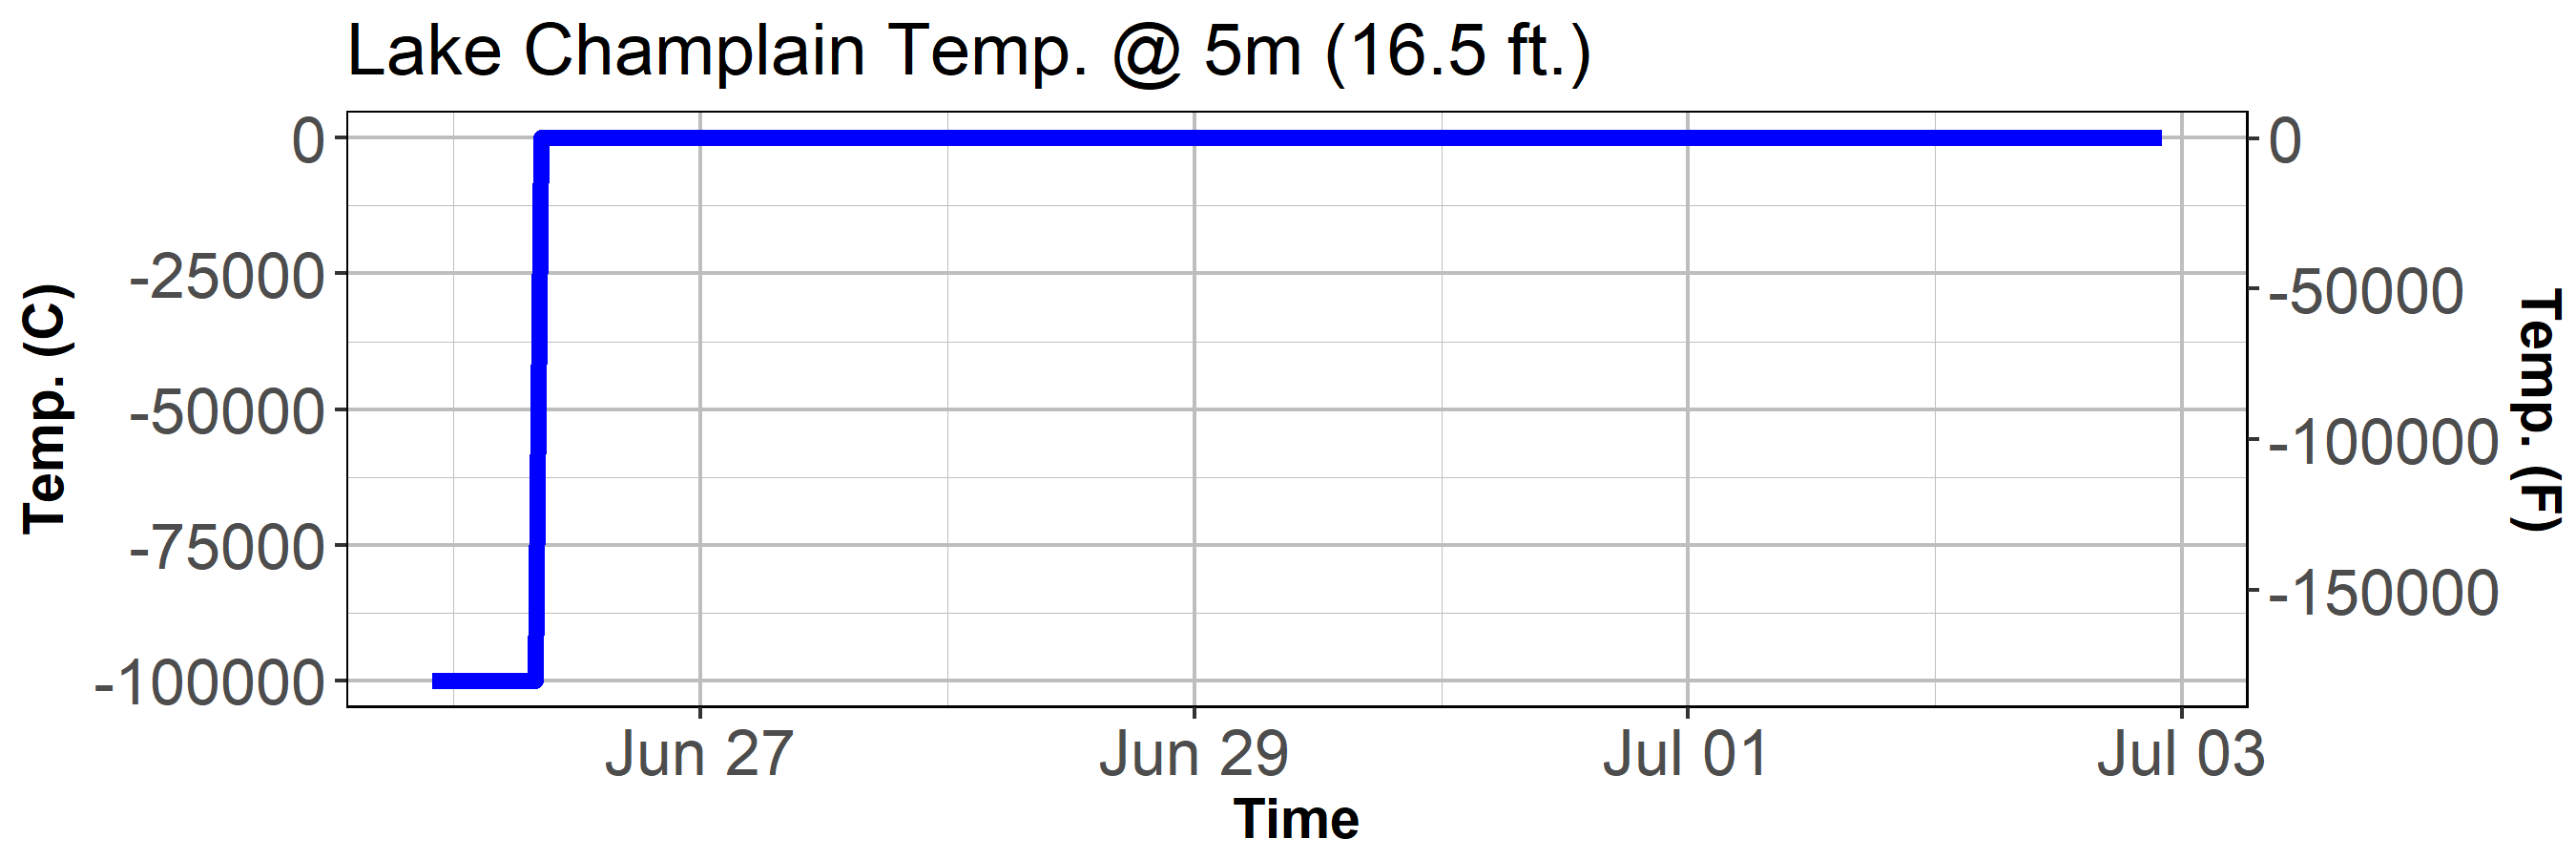 Lake Champlain Temp. @ 5m (16.5 ft.)
Temp. (C)
0
-25000
-50000
-75000
-100000
0
-50000
-100000
-150000
Temp. (F)
Jun 27 Jun 29 Jul 01 Jul 03
Time